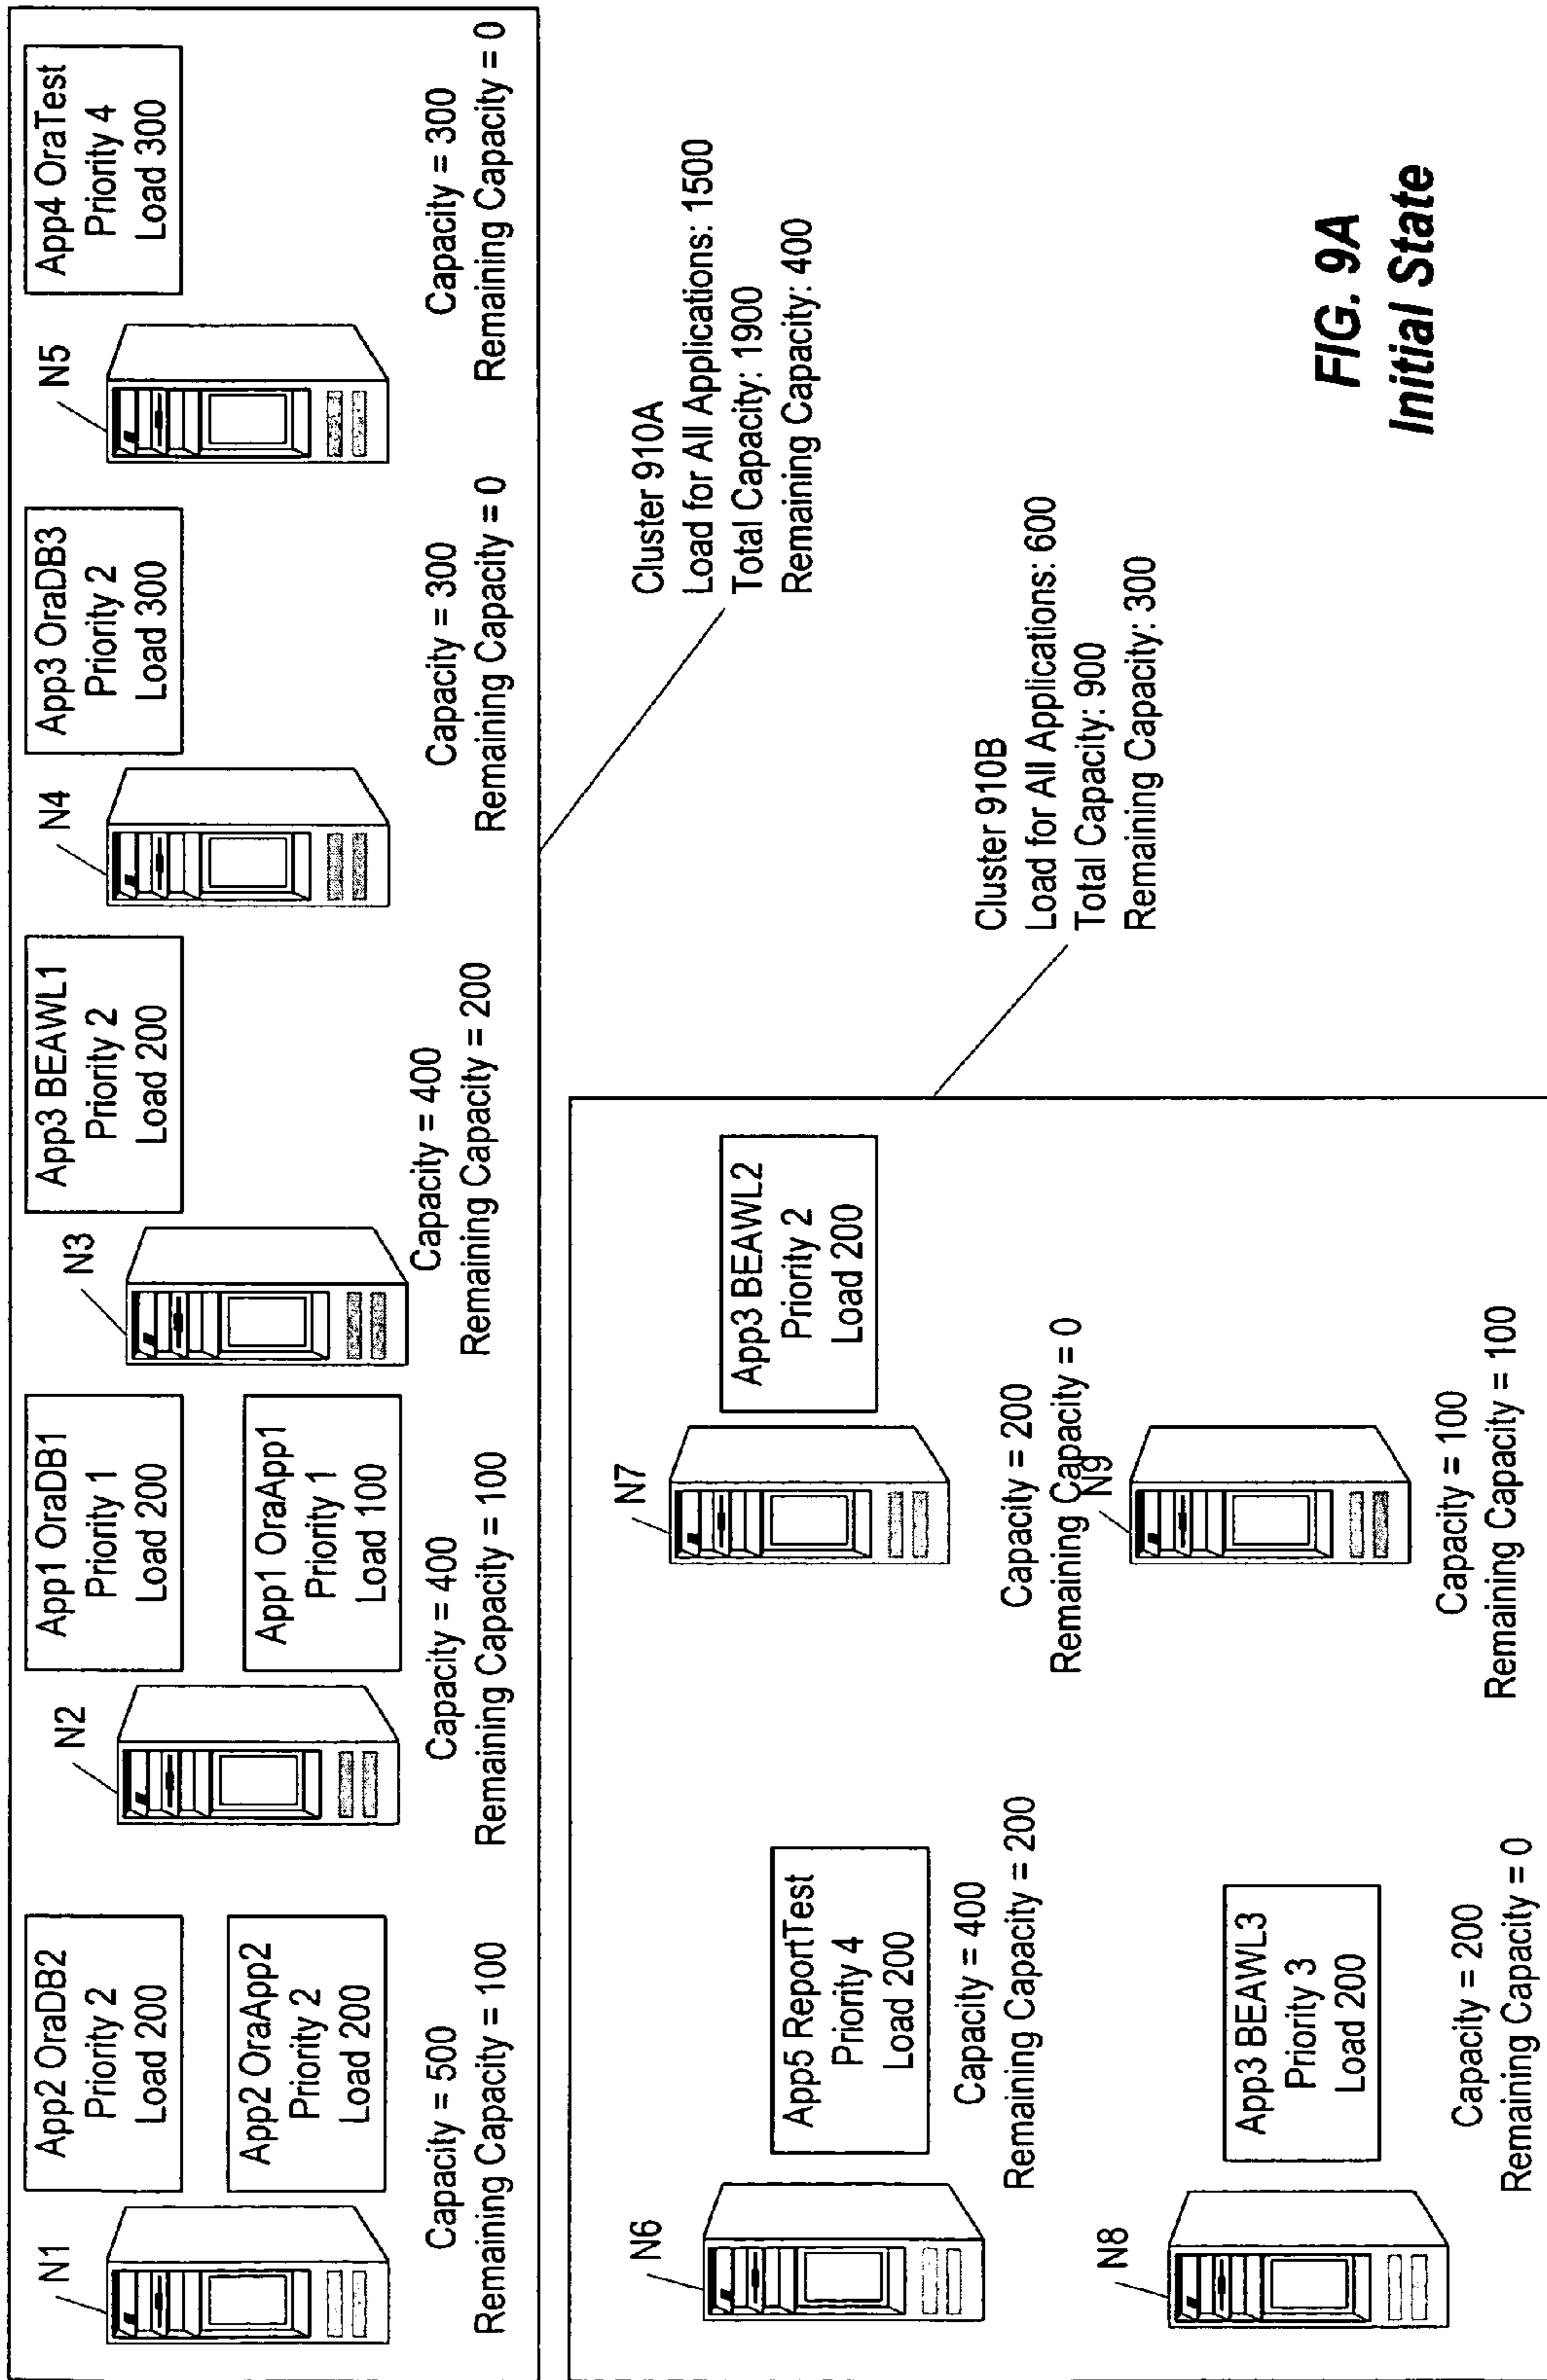 N1
App2 OraDB2
Priority 2
Load 200
App2 OraApp2
Priority 2
Load 200
Capacity = 500
Remaining Capacity = 100
N2
App1 OraDB1
Priority 1
Load 200
App1 OraApp1
Priority 1
Load 100
Capacity = 400
Remaining Capacity = 100
N3
App3 BEAWL1
Priority 2
Load 200
Capacity = 400
Remaining Capacity = 200
N4
App3 OraDB3
Priority 2
Load 300
Capacity = 300
Remaining Capacity = 0
N5
App4 OraTest
Priority 4
Load 300
Capacity = 300
Remaining Capacity = 0
Cluster 910A
Load for All Applications: 1500
Total Capacity: 1900
Remaining Capacity: 400
N6
App5 ReportTest
Priority 4
Load 200
Capacity = 400
Remaining Capacity = 200
N7
App3 BEAWL2
Priority 2
Load 200
Capacity = 200
Remaining Capacity = 0
Cluster 910B
Load for All Applications: 600
Total Capacity: 900
Remaining Capacity: 300
N8
App3 BEAWL3
Priority 3
Load 200
Capacity = 200
Remaining Capacity = 0
N9
Capacity = 100
Remaining Capacity = 100
FIG. 9A
Initial State